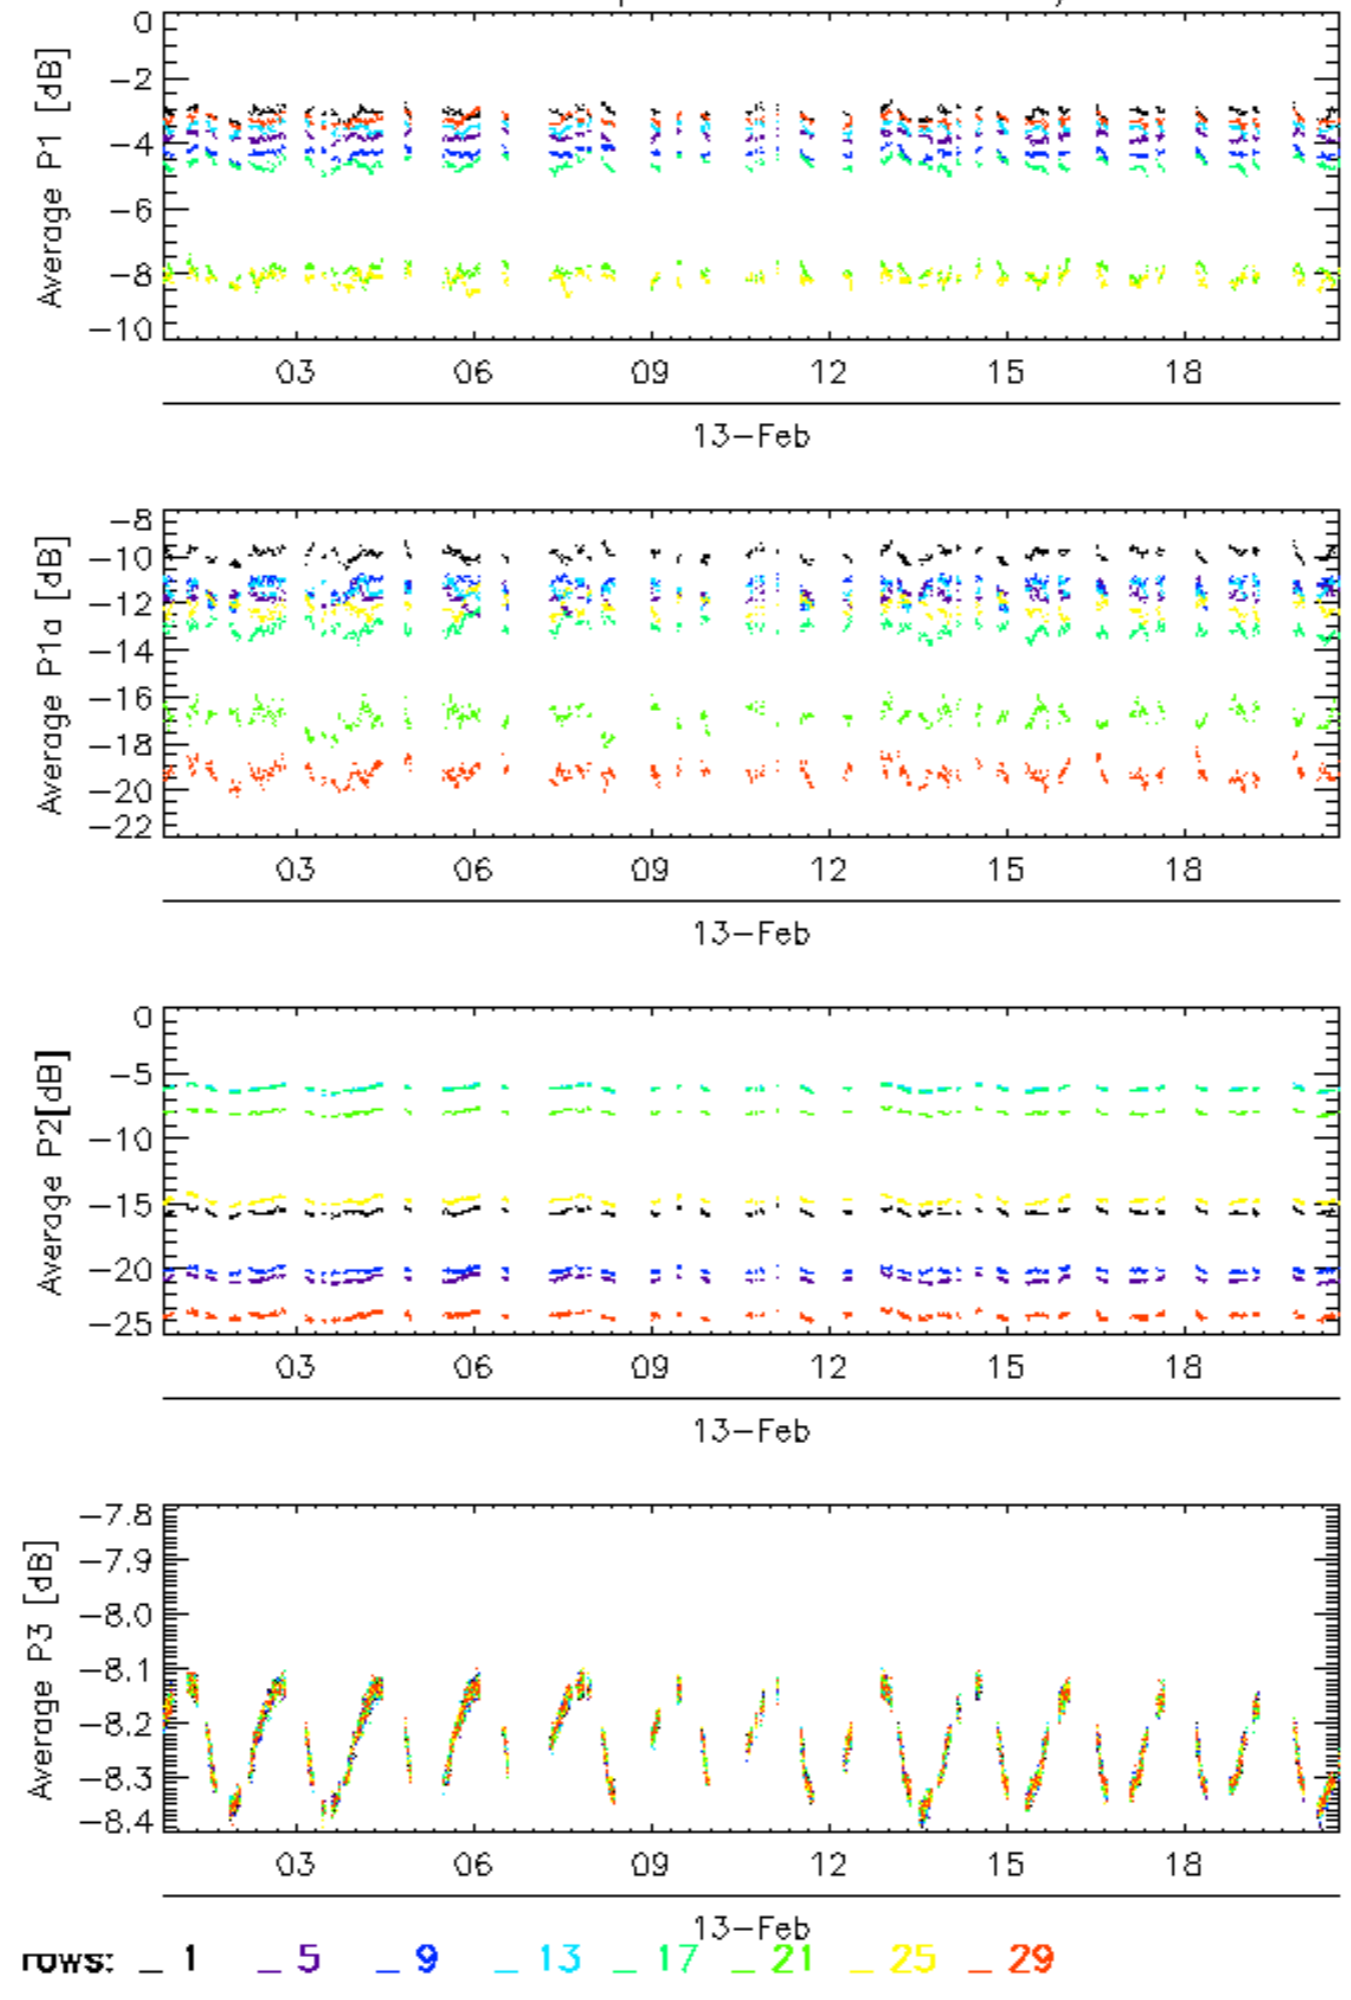 0
−2
−4
−6
−8
−10
Average P1 [dB]
03 06 09 12 15 18
13−Feb
−8
−10
−12
−14
−16
−18
−20
−22
Average P1a [dB]
03 06 09 12 15 18
13−Feb
0
−5
−10
−15
−20
−25
Average P2[dB]
03 06 09 12 15 18
13−Feb
−7.8
−7.9
−8.0
−8.1
−8.2
−8.3
−8.4
Average P3 [dB]
03 06 09 12 15 18
13−Feb
rows: _ 1 _ 5 _ 9 _ 13 _ 17 _ 21 _ 25 _ 29